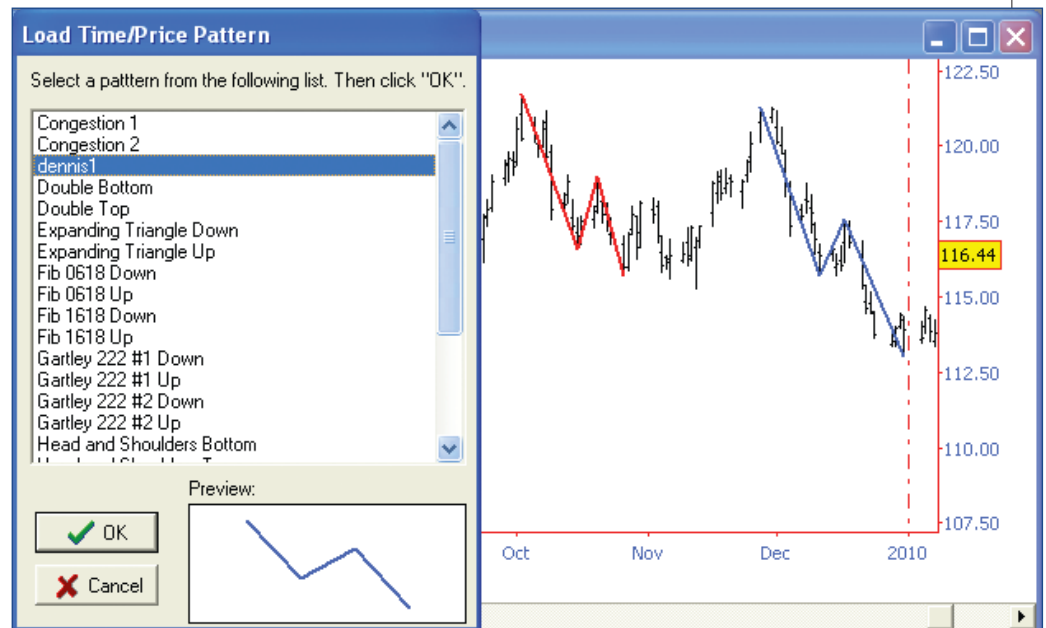 Load Time/Price Pattern
Select a patttern from the following list. Then click "OK".
Congestion 1
Congestion 2
dennis1
Double Bottom
Double Top
Expanding Triangle Down
Expanding Triangle Up
Fib 0618 Down
Fib 0618 Up
Fib 1618 Down
Fib 1618 Up
Gartley 222 #1 Down
Gartley 222 #1 Up
Gartley 222 #2 Down
Gartley 222 #2 Up
Head and Shoulders Bottom
Preview:
OK
Cancel
122.50
120.00
117.50
116.44
115.00
112.50
110.00
107.50
Oct
Nov
Dec
2010